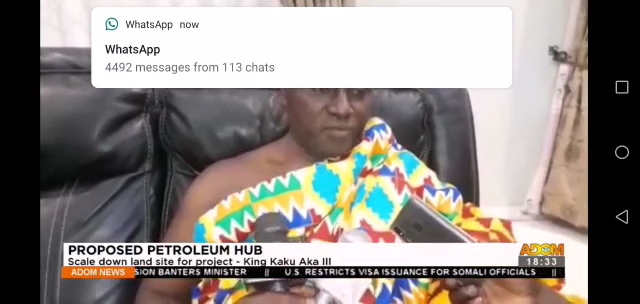 WhatsApp now
WhatsApp
4492 messages from 113 chats
PROPOSED PETROLEUM HUB
Scale down land site for project - King Kaku Aka III
ADOM
18:33
ADOM NEWS SION BANTERS MINISTER || U.S. RESTRICTS VISA ISSUANCE FOR SOMALI OFFICIALS ||